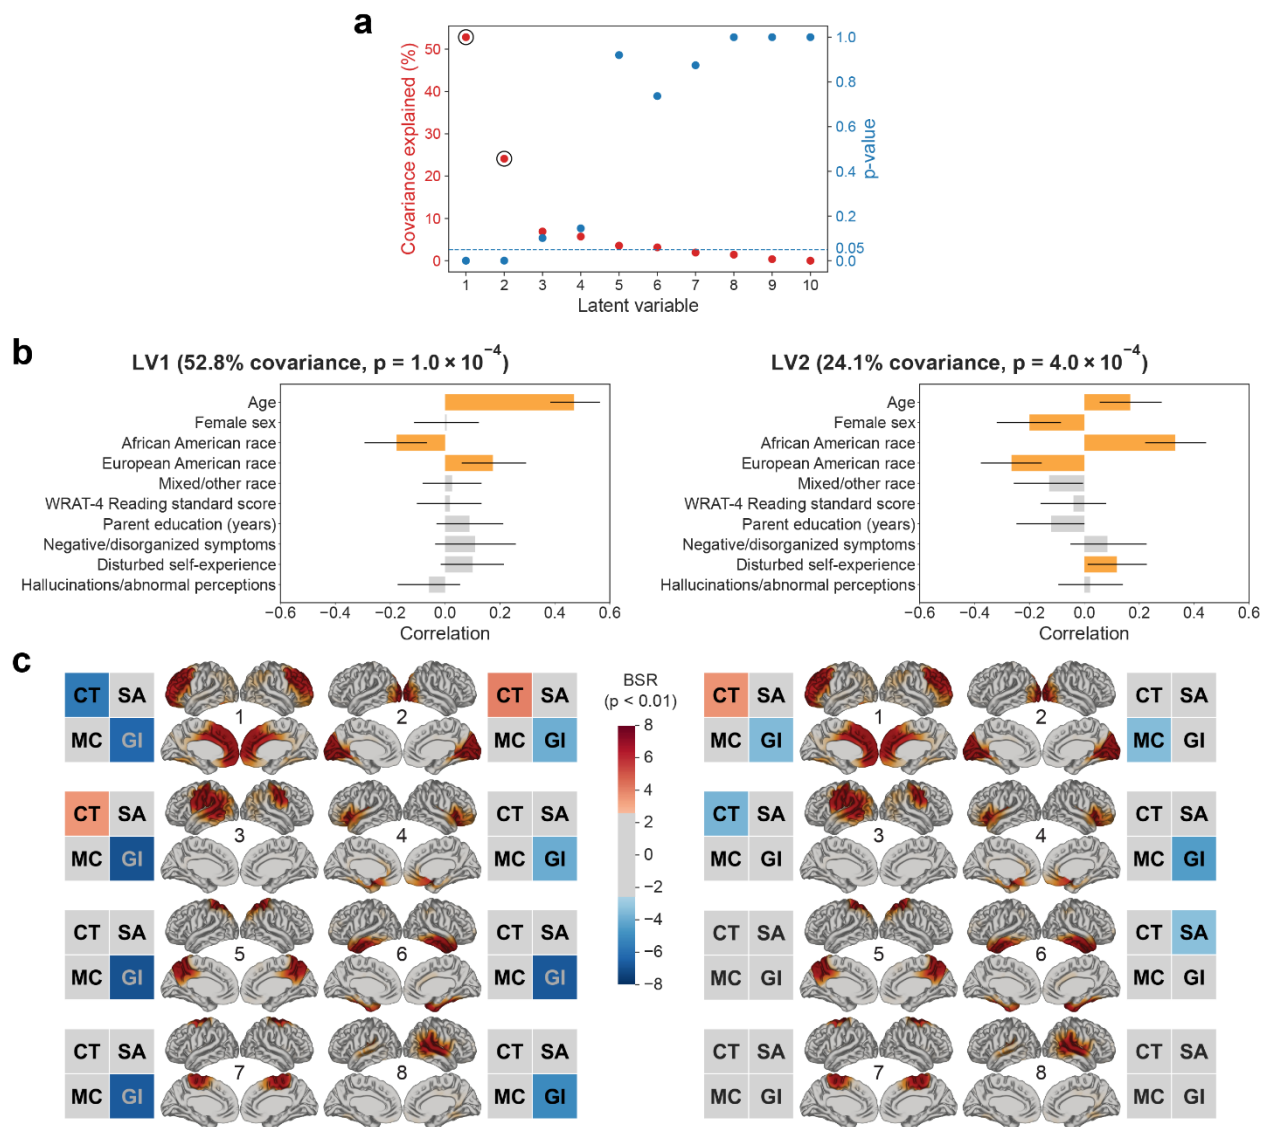 a
Covariance explained (%)
50
40
30
20
10
0
1.0
0.8
0.6
0.4
0.2
0.05
0.0
p-value
1 2 3 4 5 6 7 8 9 10
Latent variable
b
LV1 (52.8% covariance, p = 1.0 × 10⁻⁴)
Age
Female sex
African American race
European American race
Mixed/other race
WRAT-4 Reading standard score
Parent education (years)
Negative/disorganized symptoms
Disturbed self-experience
Hallucinations/abnormal perceptions
−0.6 −0.4 −0.2 0.0 0.2 0.4 0.6
Correlation
LV2 (24.1% covariance, p = 4.0 × 10⁻⁴)
Age
Female sex
African American race
European American race
Mixed/other race
WRAT-4 Reading standard score
Parent education (years)
Negative/disorganized symptoms
Disturbed self-experience
Hallucinations/abnormal perceptions
−0.6 −0.4 −0.2 0.0 0.2 0.4 0.6
Correlation
c
CT SA
MC GI
1
2
CT SA
MC GI
CT SA
MC GI
3
4
CT SA
MC GI
CT SA
MC GI
5
6
CT SA
MC GI
CT SA
MC GI
7
8
CT SA
MC GI
BSR
(p < 0.01)
8
6
4
2
0
−2
−4
−6
−8
CT SA
MC GI
1
2
CT SA
MC GI
CT SA
MC GI
3
4
CT SA
MC GI
CT SA
MC GI
5
6
CT SA
MC GI
CT SA
MC GI
7
8
CT SA
MC GI